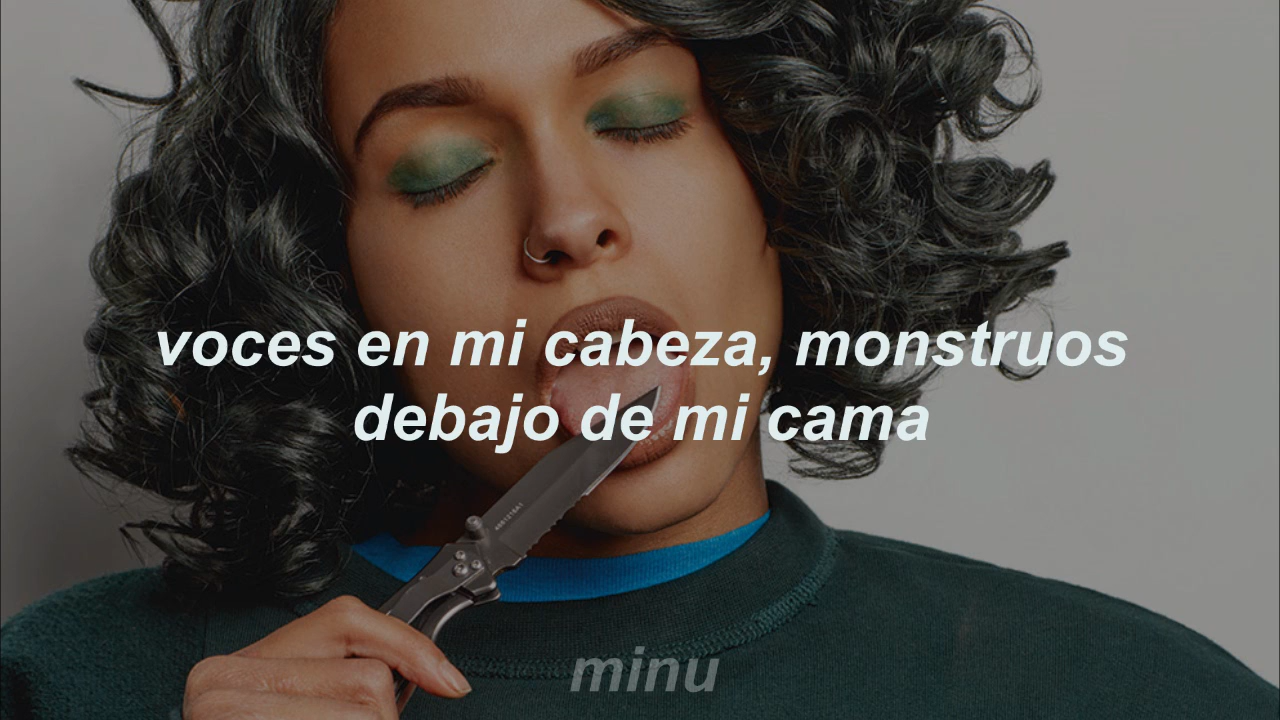 voces en mi cabeza, monstruos
debajo de mi cama
minu